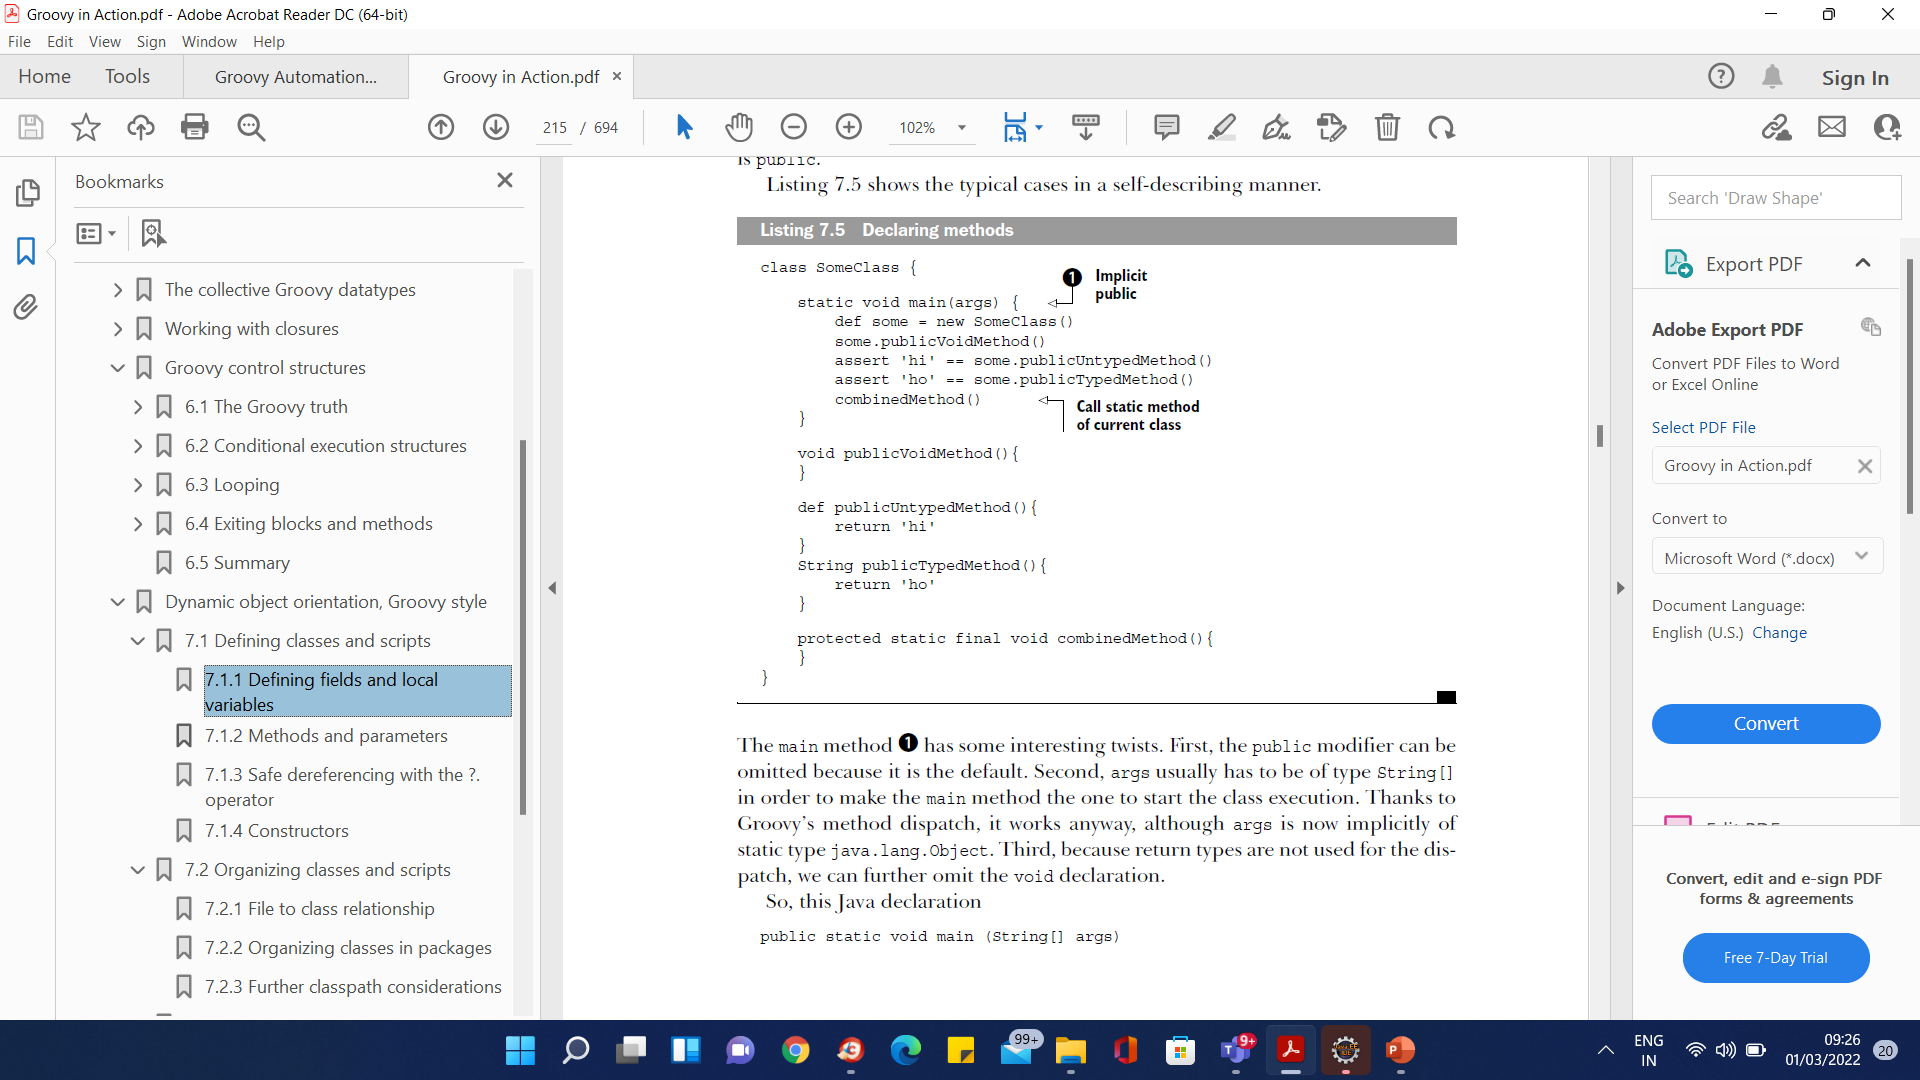 Groovy in Action.pdf - Adobe Acrobat Reader DC (64-bit)
File Edit View Sign Window Help
Home Tools Groovy Automation... Groovy in Action.pdf × Sign In
215 / 694 102%
Bookmarks
The collective Groovy datatypes
Working with closures
Groovy control structures
6.1 The Groovy truth
6.2 Conditional execution structures
6.3 Looping
6.4 Exiting blocks and methods
6.5 Summary
Dynamic object orientation, Groovy style
7.1 Defining classes and scripts
7.1.1 Defining fields and local
variables
7.1.2 Methods and parameters
7.1.3 Safe dereferencing with the ?.
operator
7.1.4 Constructors
7.2 Organizing classes and scripts
7.2.1 File to class relationship
7.2.2 Organizing classes in packages
7.2.3 Further classpath considerations
is public.
Listing 7.5 shows the typical cases in a self-describing manner.
Listing 7.5 Declaring methods
class SomeClass {
1 Implicit
public
static void main(args) {
def some = new SomeClass()
some.publicVoidMethod()
assert 'hi' == some.publicUntypedMethod()
assert 'ho' == some.publicTypedMethod()
combinedMethod()
Call static method
of current class
}
void publicVoidMethod(){
}
def publicUntypedMethod(){
return 'hi'
}
String publicTypedMethod(){
return 'ho'
}
protected static final void combinedMethod(){
}
}
The main method 1 has some interesting twists. First, the public modifier can be
omitted because it is the default. Second, args usually has to be of type String[]
in order to make the main method the one to start the class execution. Thanks to
Groovy's method dispatch, it works anyway, although args is now implicitly of
static type java.lang.Object. Third, because return types are not used for the dis-
patch, we can further omit the void declaration.
So, this Java declaration
public static void main (String[] args)
Search 'Draw Shape'
Export PDF
Adobe Export PDF
Convert PDF Files to Word
or Excel Online
Select PDF File
Groovy in Action.pdf
Convert to
Microsoft Word (*.docx)
Document Language:
English (U.S.) Change
Convert
Edit PDF
Convert, edit and e-sign PDF
forms & agreements
Free 7-Day Trial
99+
9+
ENG
IN
09:26
01/03/2022
20